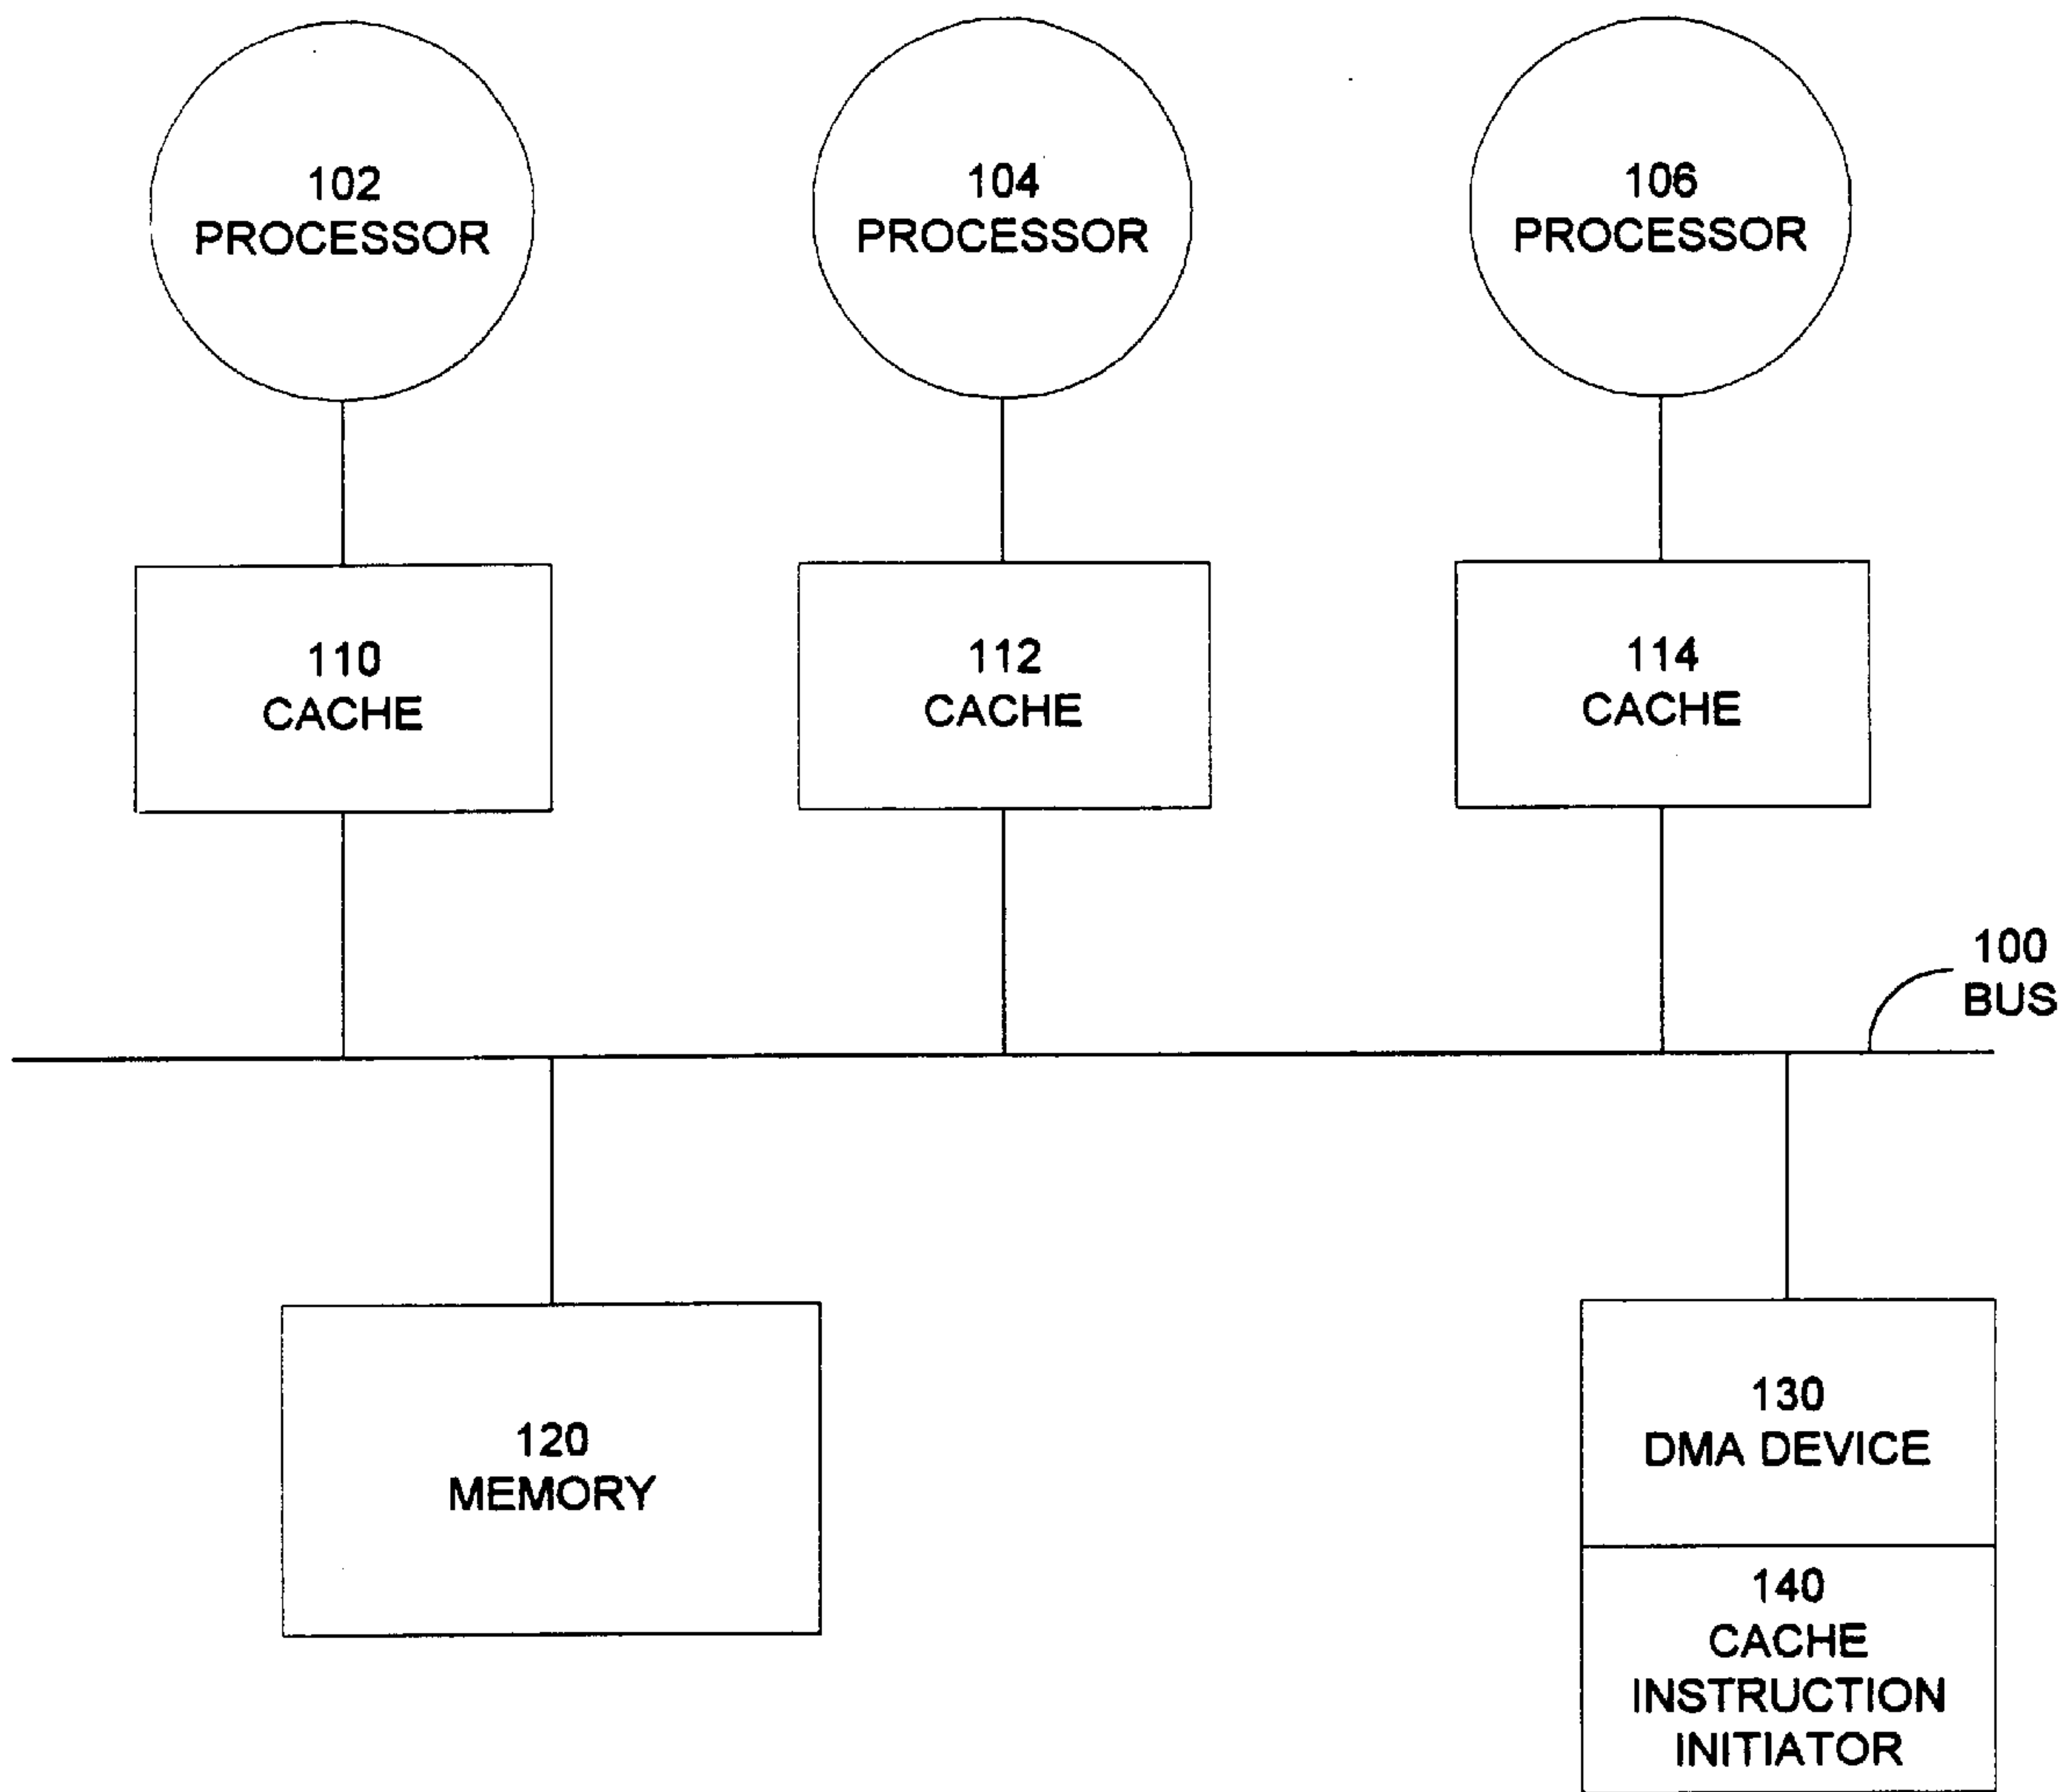 102
PROCESSOR
104
PROCESSOR
106
PROCESSOR
110
CACHE
112
CACHE
114
CACHE
100
BUS
120
MEMORY
130
DMA DEVICE
140
CACHE
INSTRUCTION
INITIATOR